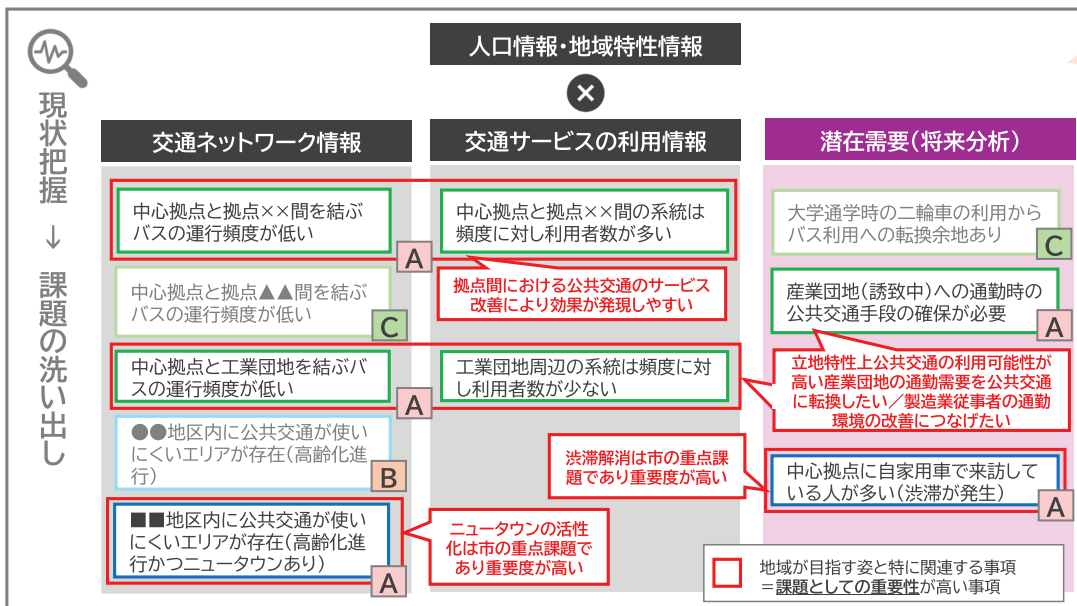 現状把握 → 課題の洗い出し
人口情報・地域特性情報
×
交通ネットワーク情報
中心拠点と拠点××間を結ぶ
バスの運行頻度が低い
A
中心拠点と拠点▲▲間を結ぶ
バスの運行頻度が低い
C
中心拠点と工業団地を結ぶバ
スの運行頻度が低い
A
●●地区内に公共交通が使い
にくいエリアが存在(高齢化進
行)
B
■■地区内に公共交通が使い
にくいエリアが存在(高齢化進
行かつニュータウンあり)
A
ニュータウンの活性
化は市の重点課題で
あり重要度が高い
交通サービスの利用情報
中心拠点と拠点××間の系統は
頻度に対し利用者数が多い
拠点間における公共交通のサービス
改善により効果が発現しやすい
工業団地周辺の系統は頻度に対
し利用者数が少ない
潜在需要(将来分析)
大学通学時の二輪車の利用から
バス利用への転換余地あり
C
産業団地(誘致中)への通勤時の
公共交通手段の確保が必要
A
立地特性上公共交通の利用可能性が
高い産業団地の通勤需要を公共交通
に転換したい/製造業従事者の通勤
環境の改善につなげたい
渋滞解消は市の重点課
題であり重要度が高い
中心拠点に自家用車で来訪して
いる人が多い(渋滞が発生)
A
地域が目指す姿と特に関連する事項
=課題としての重要性が高い事項